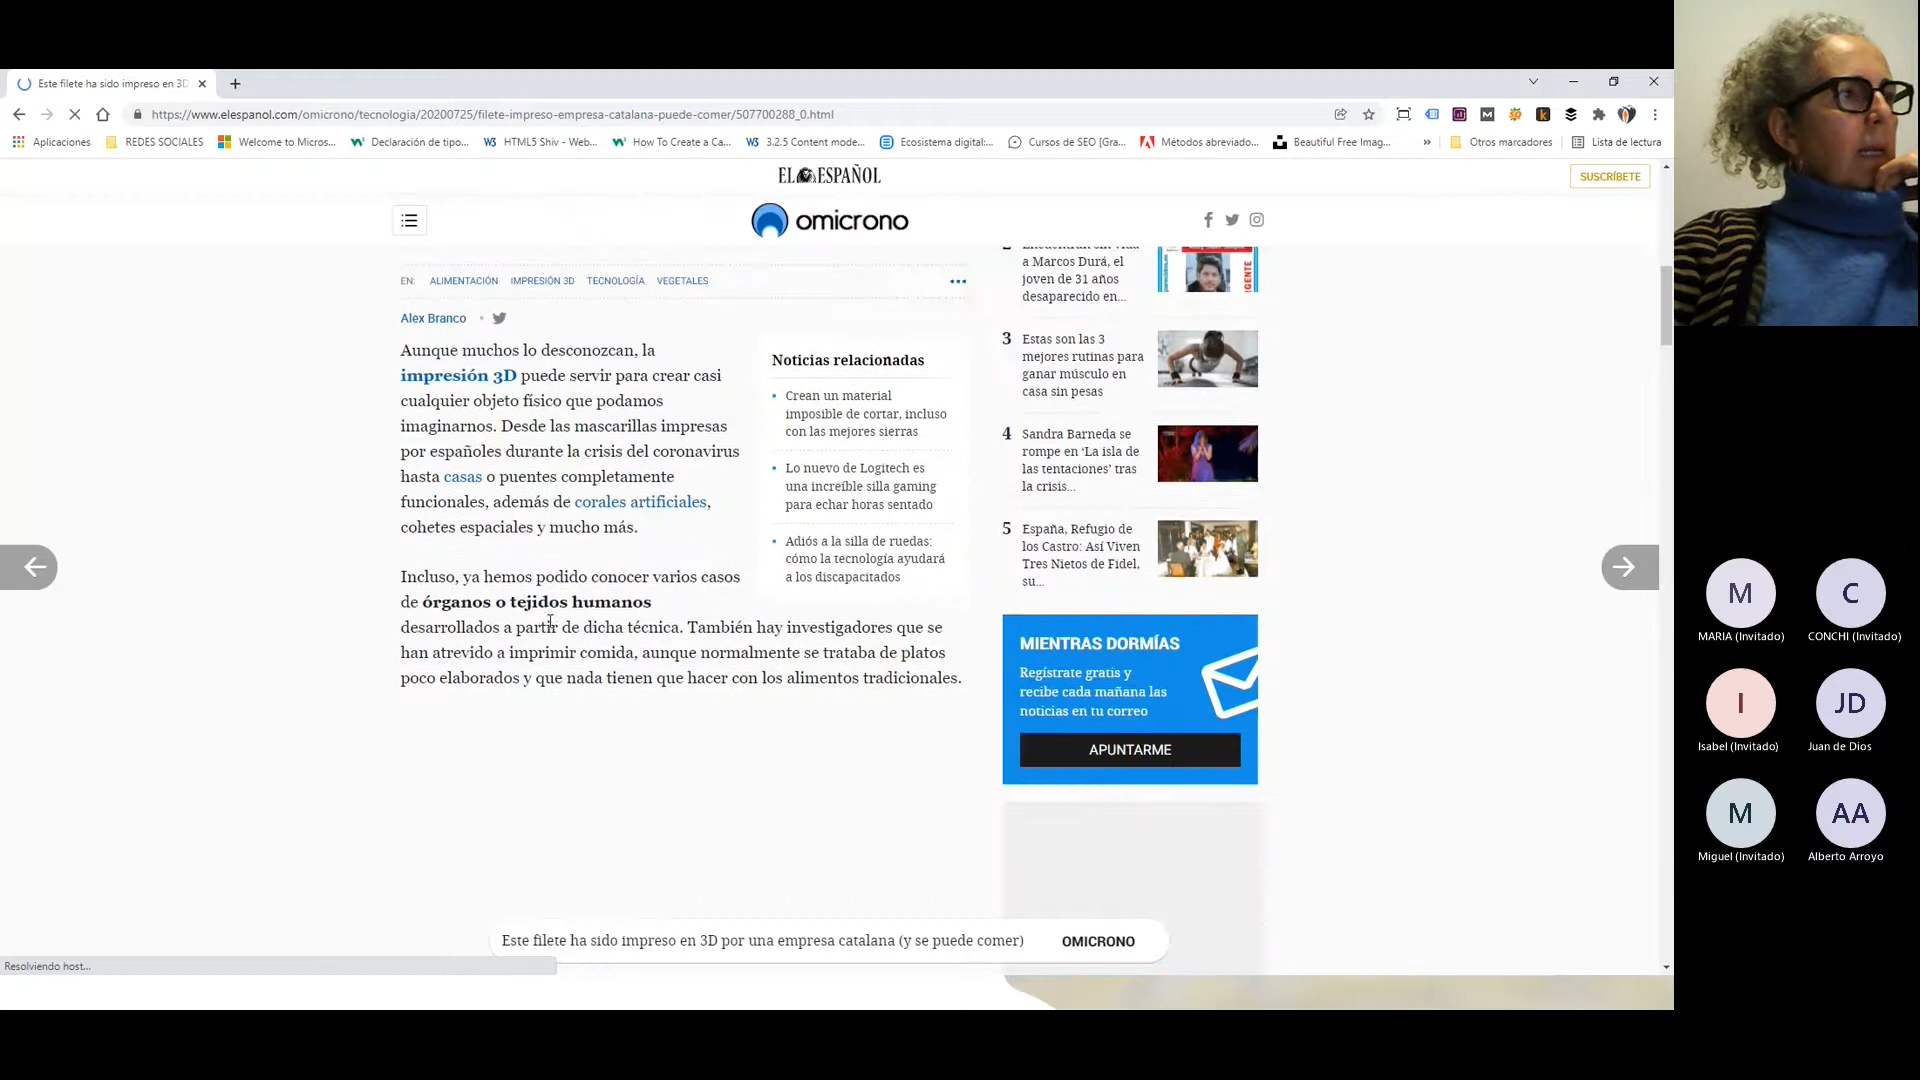 Este filete ha sido impreso en 3D
https://www.elespanol.com/omicrono/tecnologia/20200725/filete-impreso-empresa-catalana-puede-comer/507700288_0.html
Aplicaciones
REDES SOCIALES
Welcome to Micros...
Declaración de tipo...
HTML5 Shiv - Web...
How To Create a Ca...
3.2.5 Content mode...
Ecosistema digital:...
Cursos de SEO [Gra...
Métodos abreviado...
Beautiful Free Imag...
»
Otros marcadores
Lista de lectura
EL ESPAÑOL
SUSCRÍBETE
omicrono
EN: ALIMENTACIÓN IMPRESIÓN 3D TECNOLOGÍA VEGETALES
Alex Branco
Aunque muchos lo desconozcan, la
impresión 3D puede servir para crear casi
cualquier objeto físico que podamos
imaginarnos. Desde las mascarillas impresas
por españoles durante la crisis del coronavirus
hasta casas o puentes completamente
funcionales, además de corales artificiales,
cohetes espaciales y mucho más.
Incluso, ya hemos podido conocer varios casos
de órganos o tejidos humanos
desarrollados a partir de dicha técnica. También hay investigadores que se
han atrevido a imprimir comida, aunque normalmente se trataba de platos
poco elaborados y que nada tienen que hacer con los alimentos tradicionales.
Noticias relacionadas
Crean un material
imposible de cortar, incluso
con las mejores sierras
Lo nuevo de Logitech es
una increíble silla gaming
para echar horas sentado
Adiós a la silla de ruedas:
cómo la tecnología ayudará
a los discapacitados
a Marcos Durá, el
joven de 31 años
desaparecido en...
3 Estas son las 3
mejores rutinas para
ganar músculo en
casa sin pesas
4 Sandra Barneda se
rompe en ‘La isla de
las tentaciones’ tras
la crisis...
5 España, Refugio de
los Castro: Así Viven
Tres Nietos de Fidel,
su...
MIENTRAS DORMÍAS
Regístrate gratis y
recibe cada mañana las
noticias en tu correo
APUNTARME
Este filete ha sido impreso en 3D por una empresa catalana (y se puede comer) OMICRONO
Resolviendo host...
M
MARIA (Invitado)
C
CONCHI (Invitado)
I
Isabel (Invitado)
JD
Juan de Dios
M
Miguel (Invitado)
AA
Alberto Arroyo